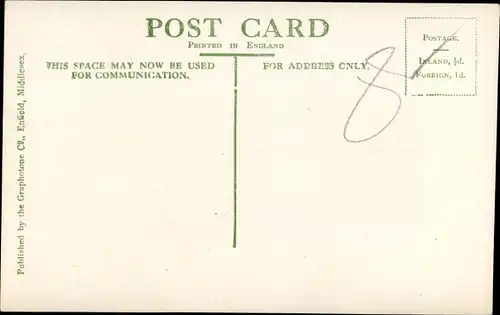 POST CARD
PRINTED IN ENGLAND
THIS SPACE MAY NOW BE USED
FOR COMMUNICATION.
FOR ADDRESS ONLY.
POSTAGE.
INLAND, ½d.
FOREIGN, 1d.
8
Published by the Graphotone Co., Enfield, Middlesex.